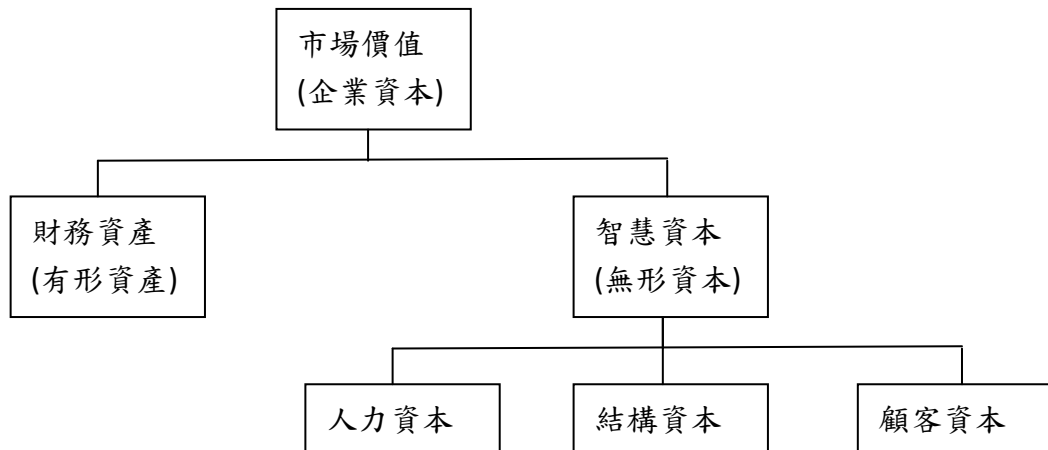 市場價值
(企業資本)
財務資產
(有形資產)
智慧資本
(無形資本)
人力資本
結構資本
顧客資本